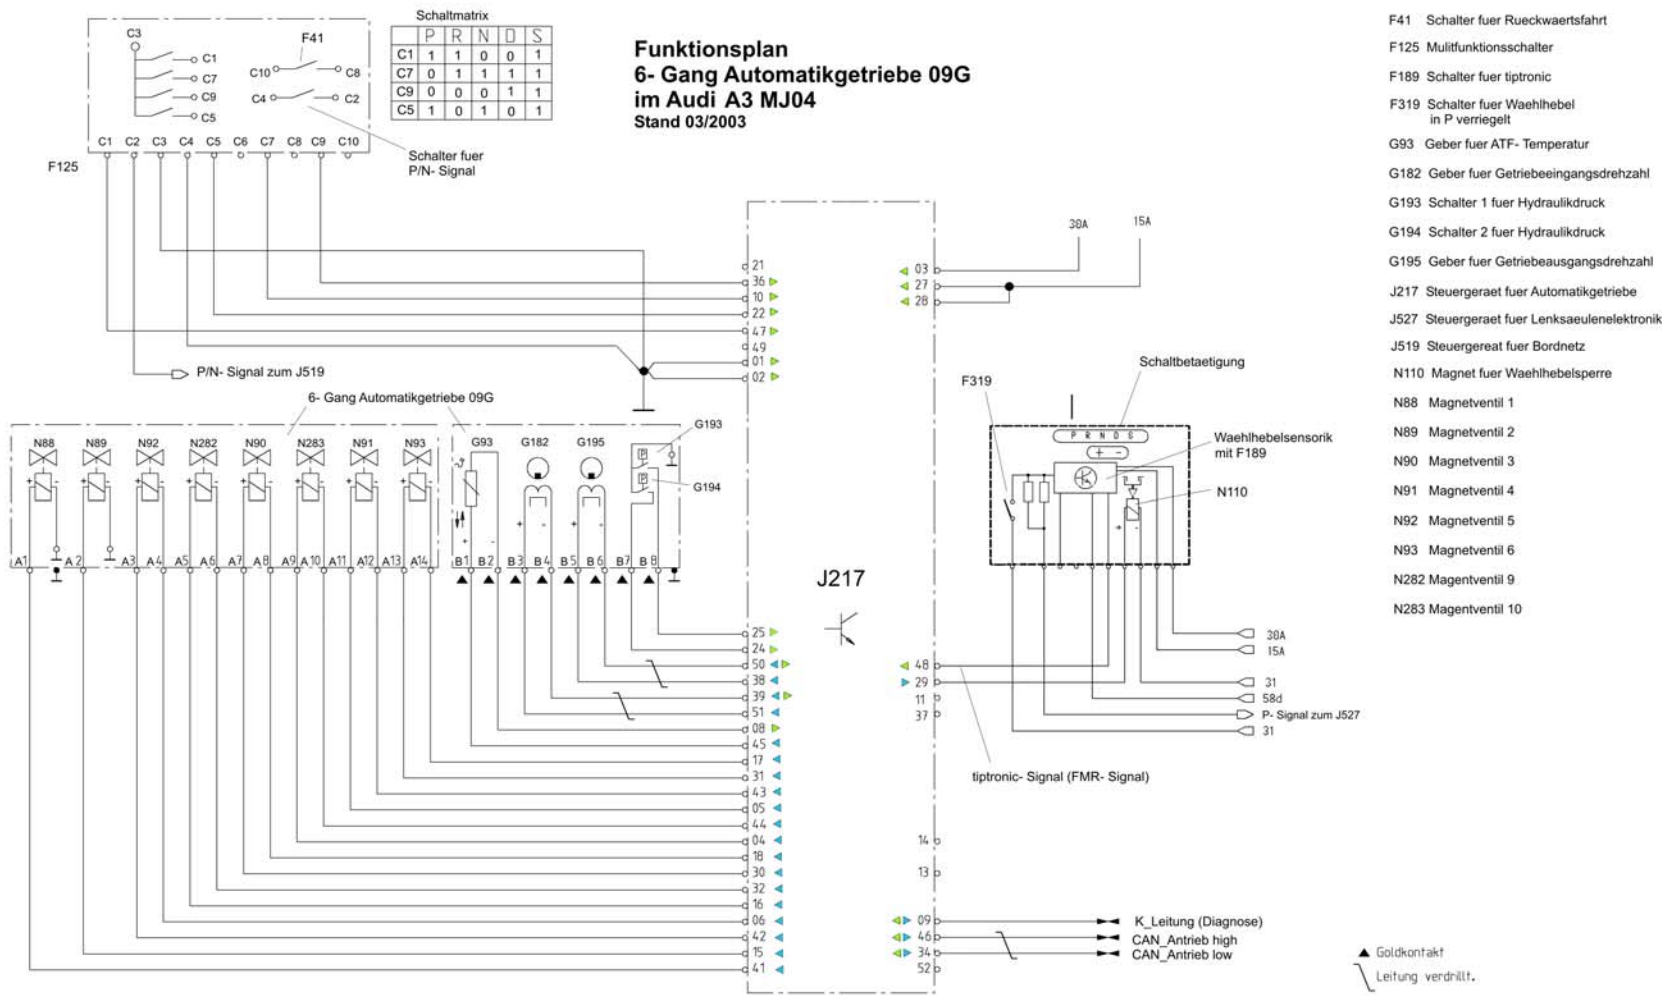 Schaltmatrix
P R N D S
C1 1 1 0 0 1
C7 0 1 1 1 1
C9 0 0 0 1 1
C5 1 0 1 0 1
C3
F41
C1
C7
C9
C5
C10 C8
C4 C2
C1 C2 C3 C4 C5 C6 C7 C8 C9 C10
F125
Schalter fuer
P/N- Signal
Funktionsplan
6- Gang Automatikgetriebe 09G
im Audi A3 MJ04
Stand 03/2003
P/N- Signal zum J519
6- Gang Automatikgetriebe 09G
N88 N89 N92 N282 N90 N283 N91 N93
+ - + - + - + - + - + - + - + -
A1 A2 A3 A4 A5 A6 A7 A8 A9 A10 A11 A12 A13 A14
G93 G182 G195
G193
G194
P
P
+ - + - + -
B1 B2 B3 B4 B5 B6 B7 B8
21
36
10
22
47
49
01
02
25
24
50
38
39
51
08
45
17
31
43
05
44
04
18
30
32
16
06
42
15
41
J217
30A
15A
03
27
28
48
29
11
37
14
13
09
46
34
52
Schaltbetaetigung
F319
P R N D S
+ -
Waehlhebelsensorik
mit F189
N110
+ -
30A
15A
31
58d
P- Signal zum J527
31
tiptronic- Signal (FMR- Signal)
K_Leitung (Diagnose)
CAN_Antrieb high
CAN_Antrieb low
F41 Schalter fuer Rueckwaertsfahrt
F125 Mulitfunktionsschalter
F189 Schalter fuer tiptronic
F319 Schalter fuer Waehlhebel
in P verriegelt
G93 Geber fuer ATF- Temperatur
G182 Geber fuer Getriebeeingangsdrehzahl
G193 Schalter 1 fuer Hydraulikdruck
G194 Schalter 2 fuer Hydraulikdruck
G195 Geber fuer Getriebeausgangsdrehzahl
J217 Steuergeraet fuer Automatikgetriebe
J527 Steuergeraet fuer Lenksaeulenelektronik
J519 Steuergereat fuer Bordnetz
N110 Magnet fuer Waehlhebelsperre
N88 Magnetventil 1
N89 Magnetventil 2
N90 Magnetventil 3
N91 Magnetventil 4
N92 Magnetventil 5
N93 Magnetventil 6
N282 Magentventil 9
N283 Magentventil 10
Goldkontakt
Leitung verdrillt.